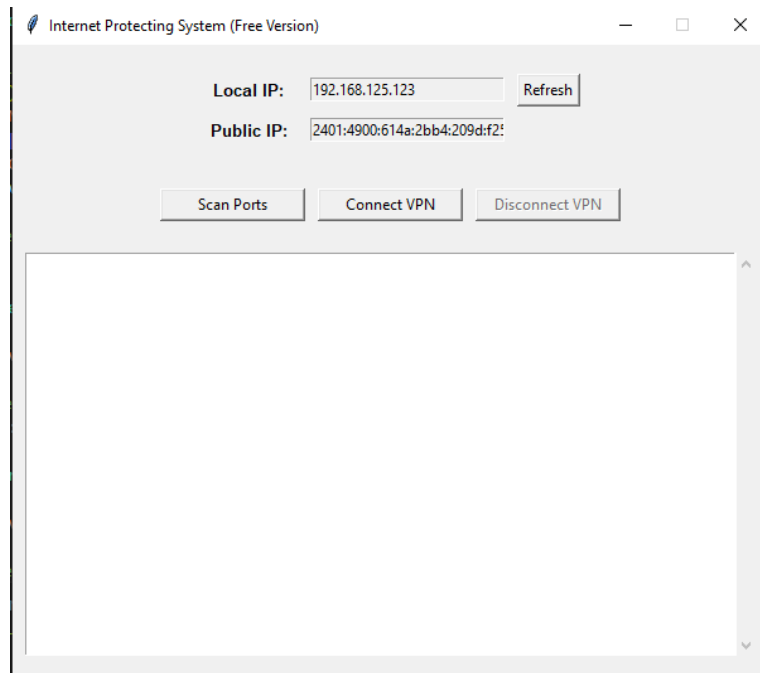 Internet Protecting System (Free Version)
Local IP: 192.168.125.123 Refresh
Public IP: 2401:4900:614a:2bb4:209d:f25
Scan Ports Connect VPN Disconnect VPN